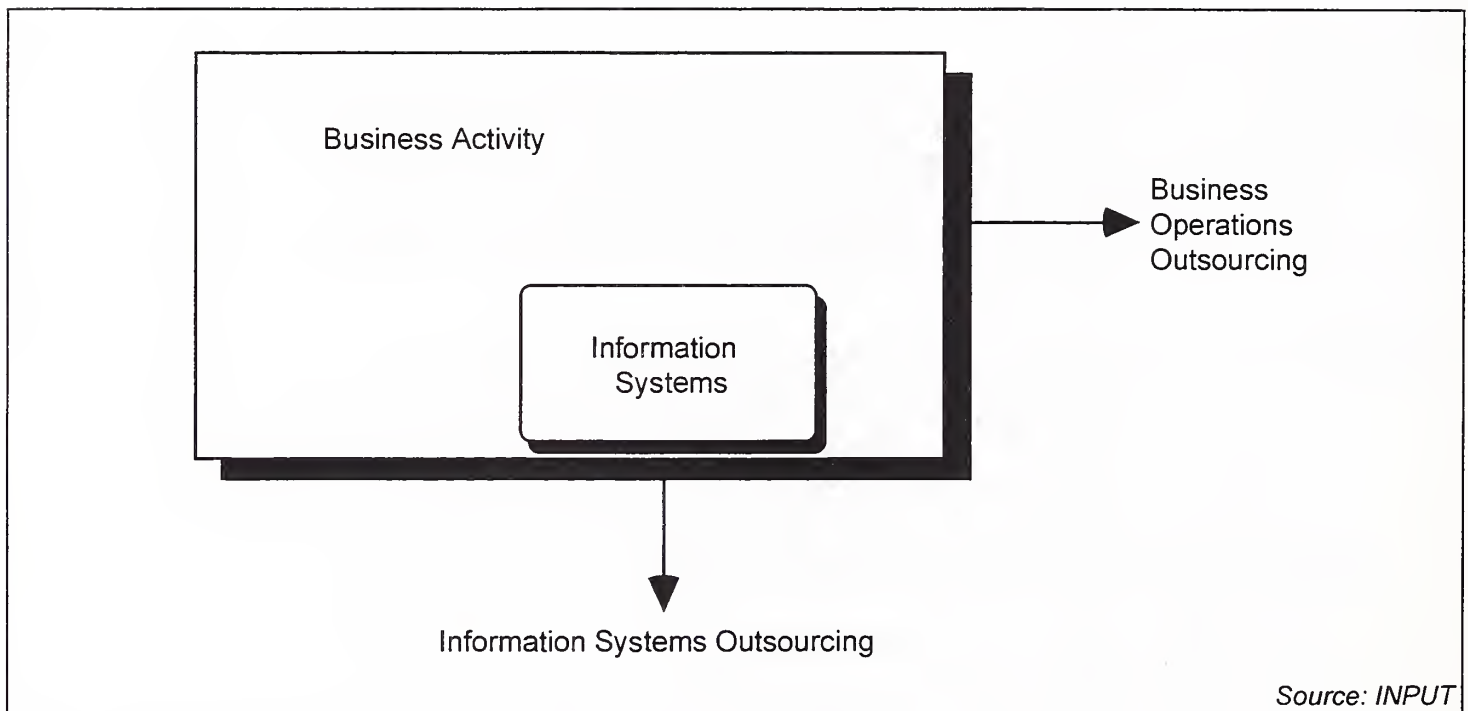 Business Activity
Business
Operations
Outsourcing
Information
Systems
Information Systems Outsourcing
Source: INPUT